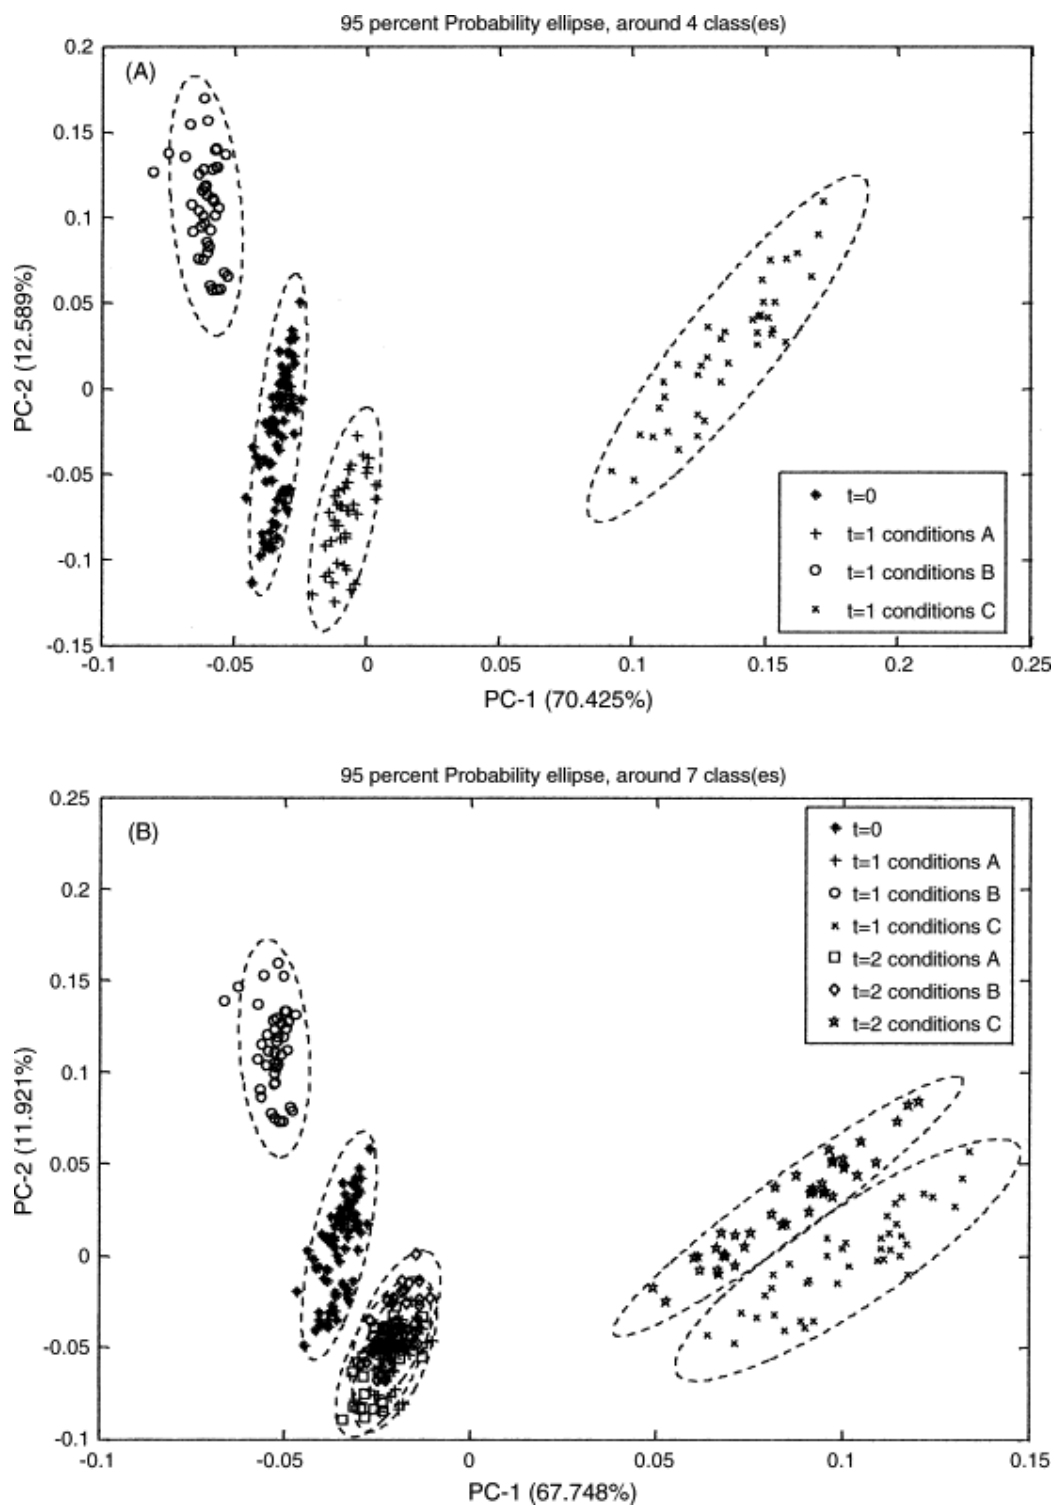 95 percent Probability ellipse, around 4 class(es)
(A)
0.2
0.15
0.1
0.05
0
-0.05
-0.1
-0.15
PC-2 (12.589%)
t=0
t=1 conditions A
t=1 conditions B
t=1 conditions C
-0.1
-0.05
0
0.05
0.1
0.15
0.2
0.25
PC-1 (70.425%)
95 percent Probability ellipse, around 7 class(es)
(B)
0.25
0.2
0.15
0.1
0.05
0
-0.05
-0.1
PC-2 (11.921%)
t=0
t=1 conditions A
t=1 conditions B
t=1 conditions C
t=2 conditions A
t=2 conditions B
t=2 conditions C
-0.1
-0.05
0
0.05
0.1
0.15
PC-1 (67.748%)